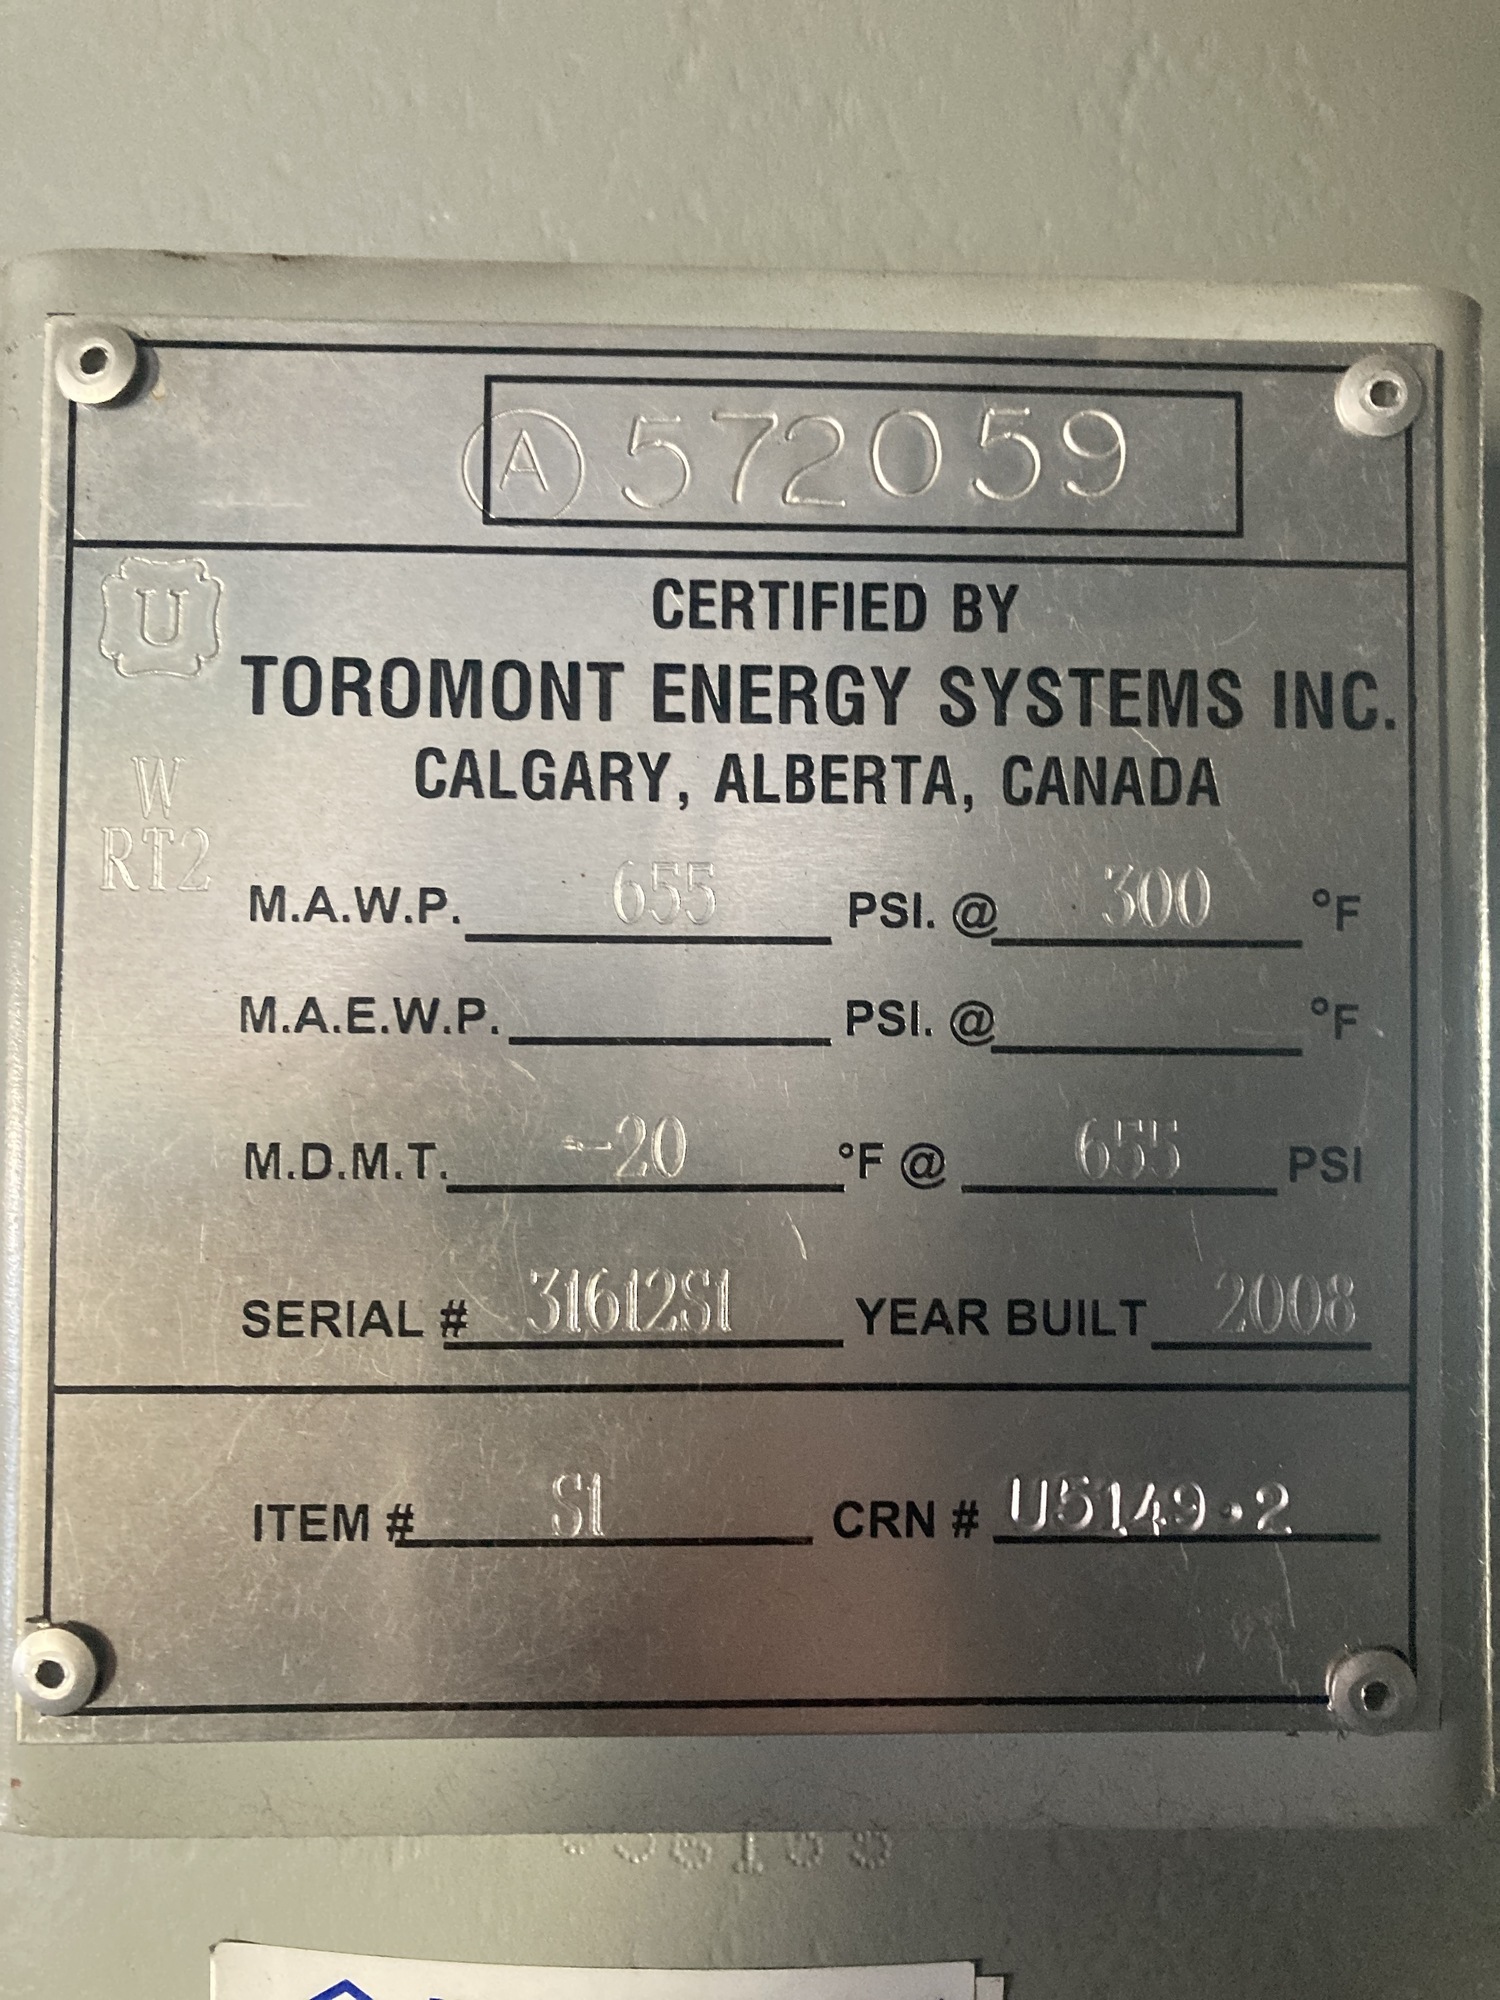 Ⓐ 572059
U
CERTIFIED BY
TOROMONT ENERGY SYSTEMS INC.
CALGARY, ALBERTA, CANADA
W
RT2
M.A.W.P. 655 PSI. @ 300 °F
M.A.E.W.P. PSI. @ °F
M.D.M.T. -20 °F @ 655 PSI
SERIAL # 31612S1 YEAR BUILT 2008
ITEM # S1 CRN # U5149.2